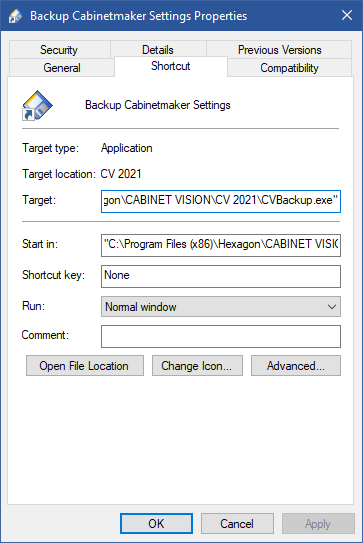 Backup Cabinetmaker Settings Properties
Security Details Previous Versions
General Shortcut Compatibility
Backup Cabinetmaker Settings
Target type: Application
Target location: CV 2021
Target: gon\CABINET VISION\CV 2021\CVBackup.exe"
Start in: "C:\Program Files (x86)\Hexagon\CABINET VISIO
Shortcut key: None
Run: Normal window
Comment:
Open File Location Change Icon... Advanced...
OK Cancel Apply